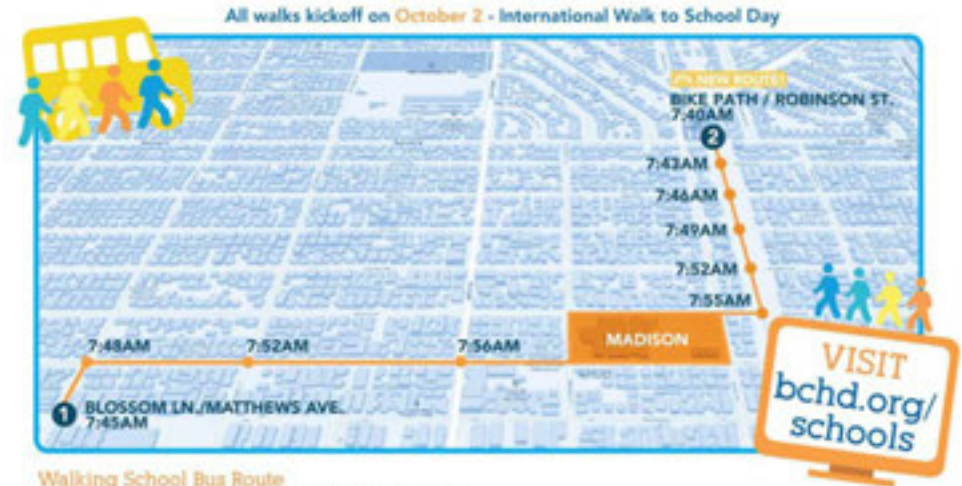 All walks kickoff on October 2 - International Walk to School Day
NEW ROUTE!
BIKE PATH / ROBINSON ST.
7:40AM
2
7:43AM
7:46AM
7:49AM
7:52AM
7:55AM
MADISON
7:48AM
7:52AM
7:56AM
1
BLOSSOM LN./MATTHEWS AVE.
7:45AM
VISIT
bchd.org/
schools
Walking School Bus Route